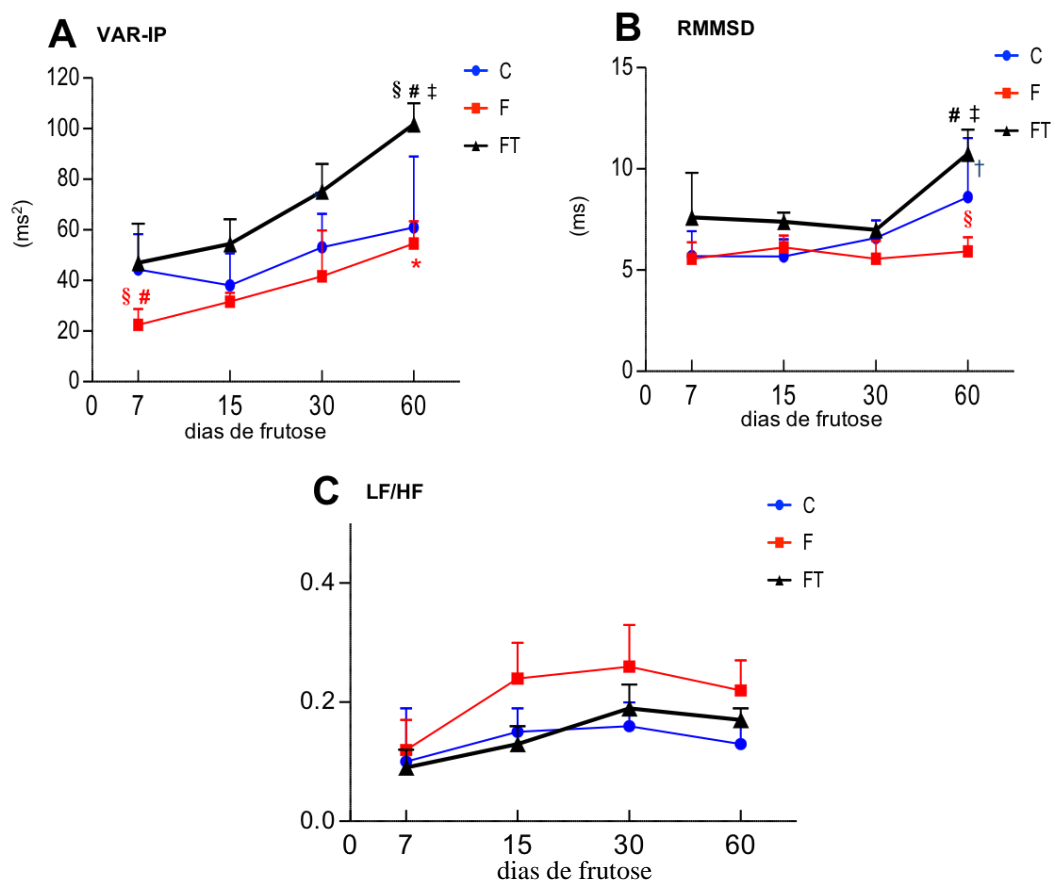 A VAR-IP
C
F
FT
§ # ‡
§ #
*
(ms²)
120
100
80
60
40
20
0
0 7 15 30 60
dias de frutose
B RMMSD
C
F
FT
# ‡
†
§
(ms)
15
10
5
0
0 7 15 30 60
dias de frutose
C LF/HF
C
F
FT
0.4
0.2
0.0
0 7 15 30 60
dias de frutose